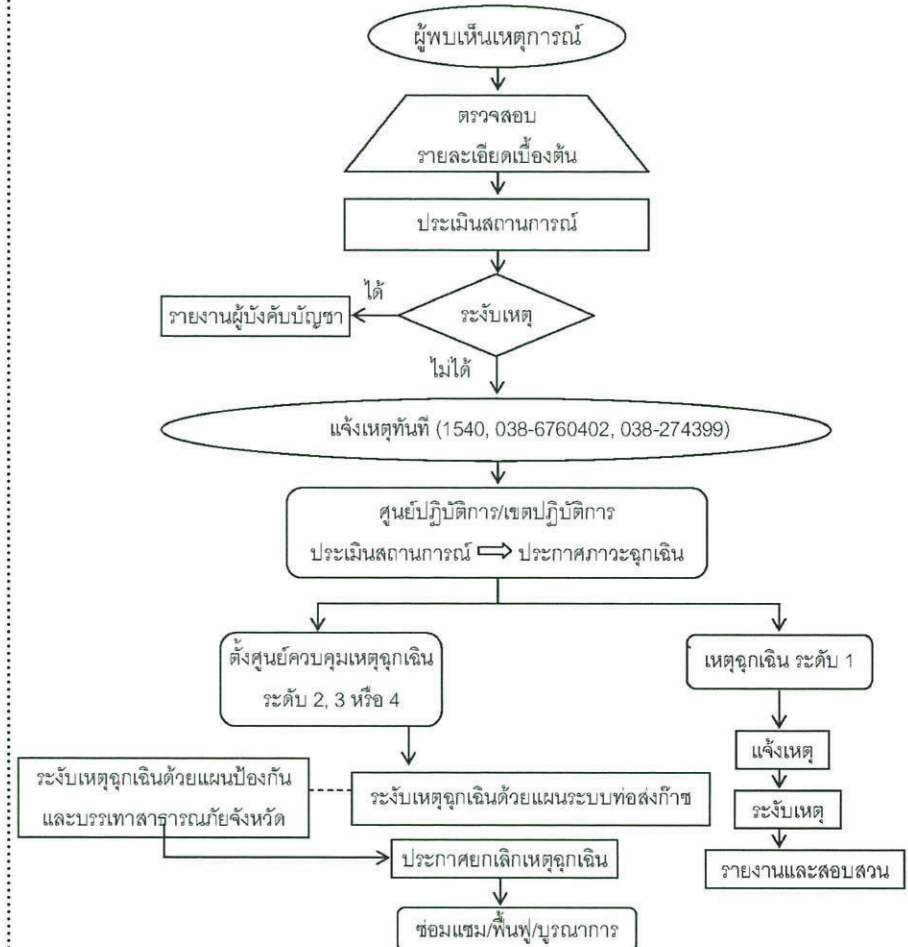 ผู้พบเห็นเหตุการณ์
ตรวจสอบ
รายละเอียดเบื้องต้น
ประเมินสถานการณ์
ได้
รายงานผู้บังคับบัญชา
ระงับเหตุ
ไม่ได้
แจ้งเหตุทันที (1540, 038-6760402, 038-274399)
ศูนย์ปฏิบัติการ/เขตปฏิบัติการ
ประเมินสถานการณ์ ⇨ ประกาศภาวะฉุกเฉิน
ตั้งศูนย์ควบคุมเหตุฉุกเฉิน
ระดับ 2, 3 หรือ 4
เหตุฉุกเฉิน ระดับ 1
แจ้งเหตุ
ระงับเหตุฉุกเฉินด้วยแผนป้องกัน
และบรรเทาสาธารณภัยจังหวัด
ระงับเหตุฉุกเฉินด้วยแผนระบบท่อส่งก๊าซ
ระงับเหตุ
ประกาศยกเลิกเหตุฉุกเฉิน
รายงานและสอบสวน
ซ่อมแซม/ฟื้นฟู/บูรณาการ